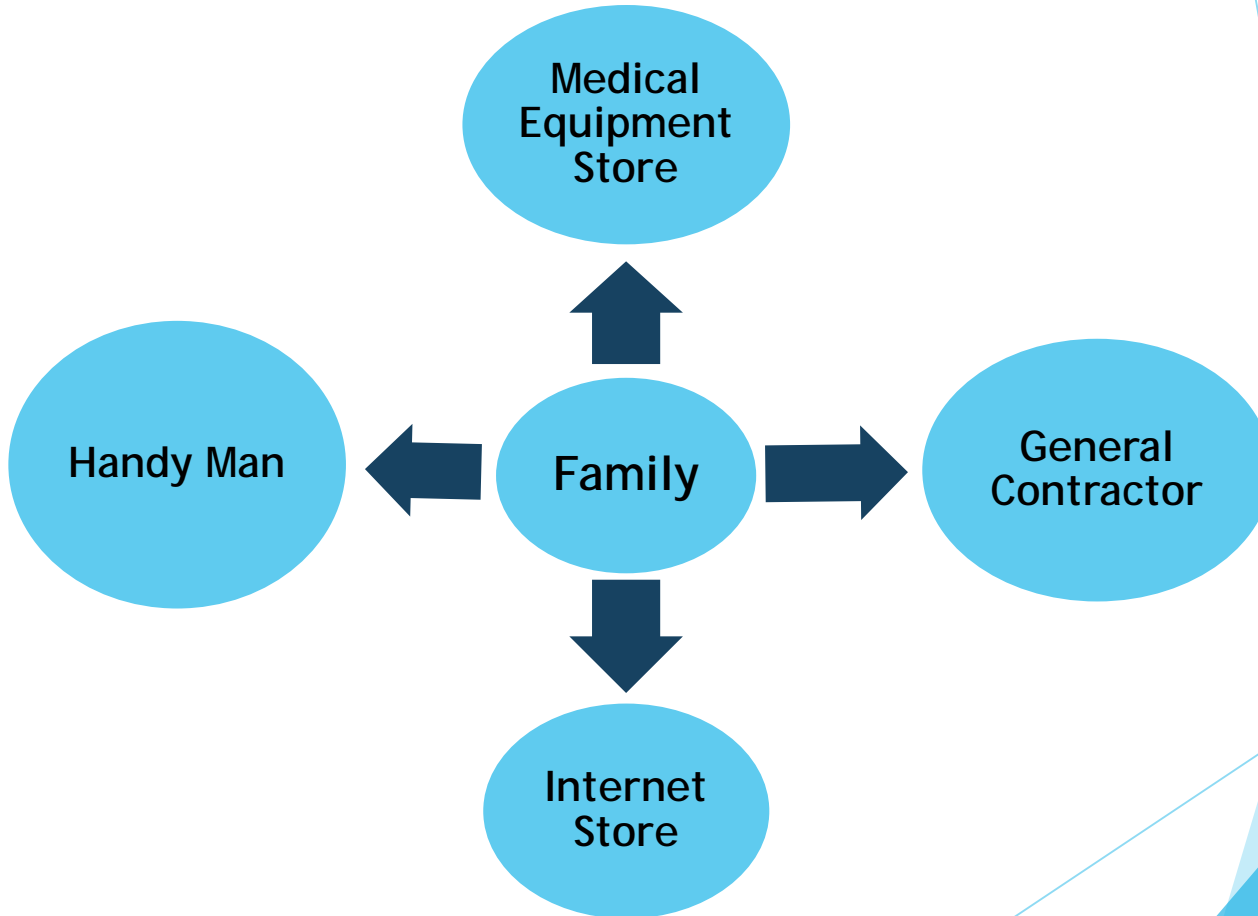 Medical
Equipment
Store
Handy Man
Family
General
Contractor
Internet
Store